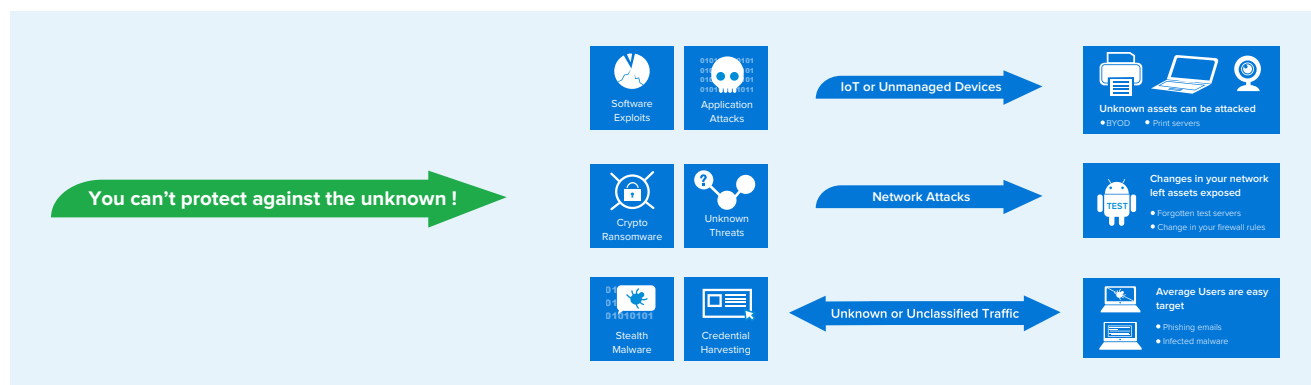 You can’t protect against the unknown !
Software
Exploits
Application
Attacks
IoT or Unmanaged Devices
Unknown assets can be attacked
BYOD
Print servers
Crypto
Ransomware
?
Unknown
Threats
Network Attacks
TEST
Changes in your network
left assets exposed
Forgotten test servers
Change in your firewall rules
01010101
Stealth
Malware
Credential
Harvesting
Unknown or Unclassified Traffic
Average Users are easy
target
Phishing emails
Infected malware